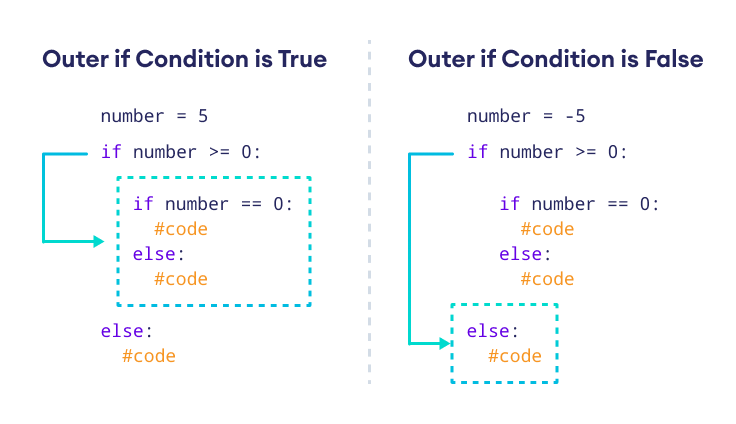 Outer if Condition is True
number = 5
if number >= 0:
if number == 0:
#code
else:
#code
else:
#code
Outer if Condition is False
number = -5
if number >= 0:
if number == 0:
#code
else:
#code
else:
#code